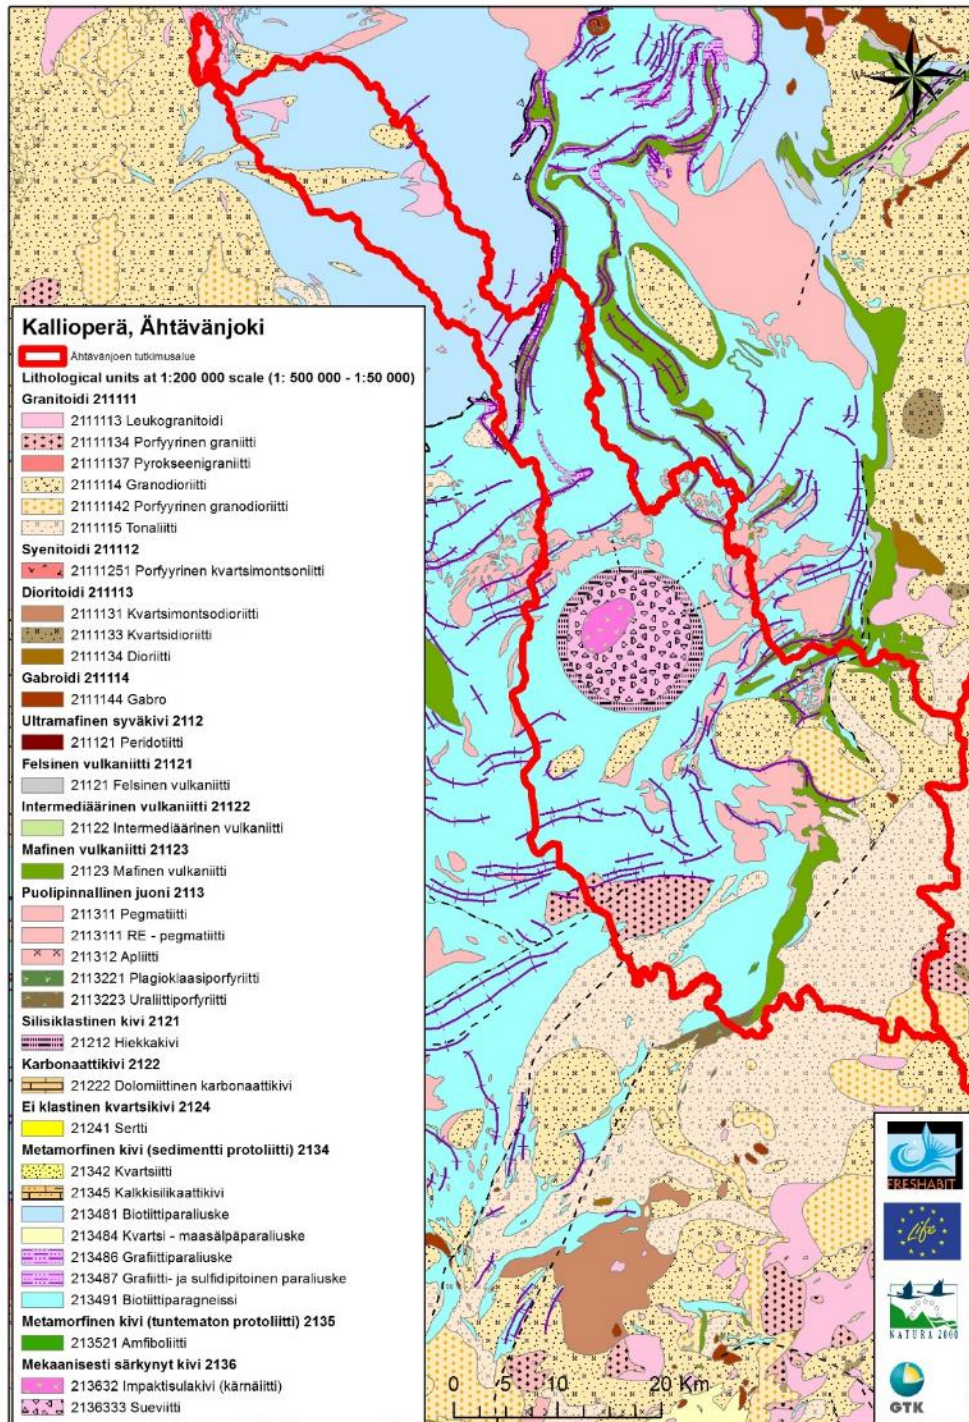 N
W
S
Kallioperä, Ähtävänjoki
Ähtävänjoen tutkimusalue
Lithological units at 1:200 000 scale (1: 500 000 - 1:50 000)
Granitoidi 211111
2111113 Leukogranitoidi
21111134 Porfyyrinen graniitti
21111137 Pyrokseenigraniitti
2111114 Granodioriitti
21111142 Porfyyrinen granodioriitti
2111115 Tonaliitti
Syenitoidi 211112
21111251 Porfyyrinen kvartsimontsoniitti
Dioritoidi 211113
2111131 Kvartsimontsodioriitti
2111133 Kvartsidioriitti
2111134 Dioriitti
Gabroidi 211114
2111144 Gabro
Ultramafinen syväkivi 2112
211121 Peridotiitti
Felsinen vulkaniitti 21121
21121 Felsinen vulkaniitti
Intermediäärinen vulkaniitti 21122
21122 Intermediäärinen vulkaniitti
Mafinen vulkaniitti 21123
21123 Mafinen vulkaniitti
Puolipinnallinen juoni 2113
211311 Pegmatiitti
2113111 RE - pegmatiitti
211312 Apliitti
2113221 Plagioklaasiporfyriitti
2113223 Uraliittiporfyriitti
Silisiklastinen kivi 2121
21212 Hiekkakivi
Karbonaattikivi 2122
21222 Dolomiittinen karbonaattikivi
Ei klastinen kvartsikivi 2124
21241 Sertti
Metamorfinen kivi (sedimentti protoliitti) 2134
21342 Kvartsiitti
21345 Kalkkisilikaattikivi
213481 Biotiittiparaliuske
213484 Kvartsi - maasälpäparaliuske
213486 Grafiittiparaliuske
213487 Grafiitti- ja sulfidipitoinen paraliuske
213491 Biotiittiparagneissi
Metamorfinen kivi (tuntematon protoliitti) 2135
213521 Amfiboliitti
Mekaanisesti särkynyt kivi 2136
213632 Impaktisulakivi (kärnäiitti)
2136333 Sueviitti
0 5 10 20 Km
FRESHABIT
Life
NATURA 2000
GTK